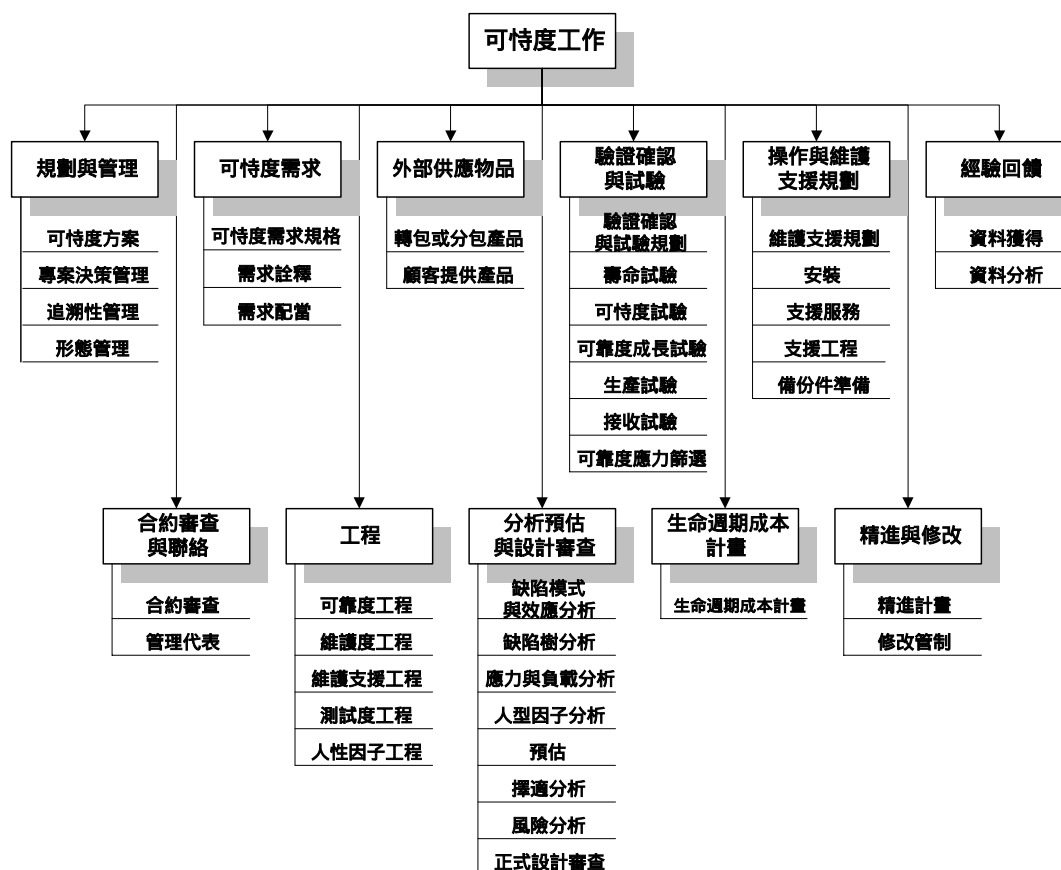 可恃度工作
規劃與管理
可恃度方案
專案決策管理
追溯性管理
形態管理
可恃度需求
可恃度需求規格
需求詮釋
需求配當
外部供應物品
轉包或分包產品
顧客提供產品
驗證確認
與試驗
驗證確認
與試驗規劃
壽命試驗
可恃度試驗
可靠度成長試驗
生產試驗
接收試驗
可靠度應力篩選
操作與維護
支援規劃
維護支援規劃
安裝
支援服務
支援工程
備份件準備
經驗回饋
資料獲得
資料分析
合約審查
與聯絡
合約審查
管理代表
工程
可靠度工程
維護度工程
維護支援工程
測試度工程
人性因子工程
分析預估
與設計審查
缺陷模式
與效應分析
缺陷樹分析
應力與負載分析
人型因子分析
預估
擇適分析
風險分析
正式設計審查
生命週期成本
計畫
生命週期成本計畫
精進與修改
精進計畫
修改管制